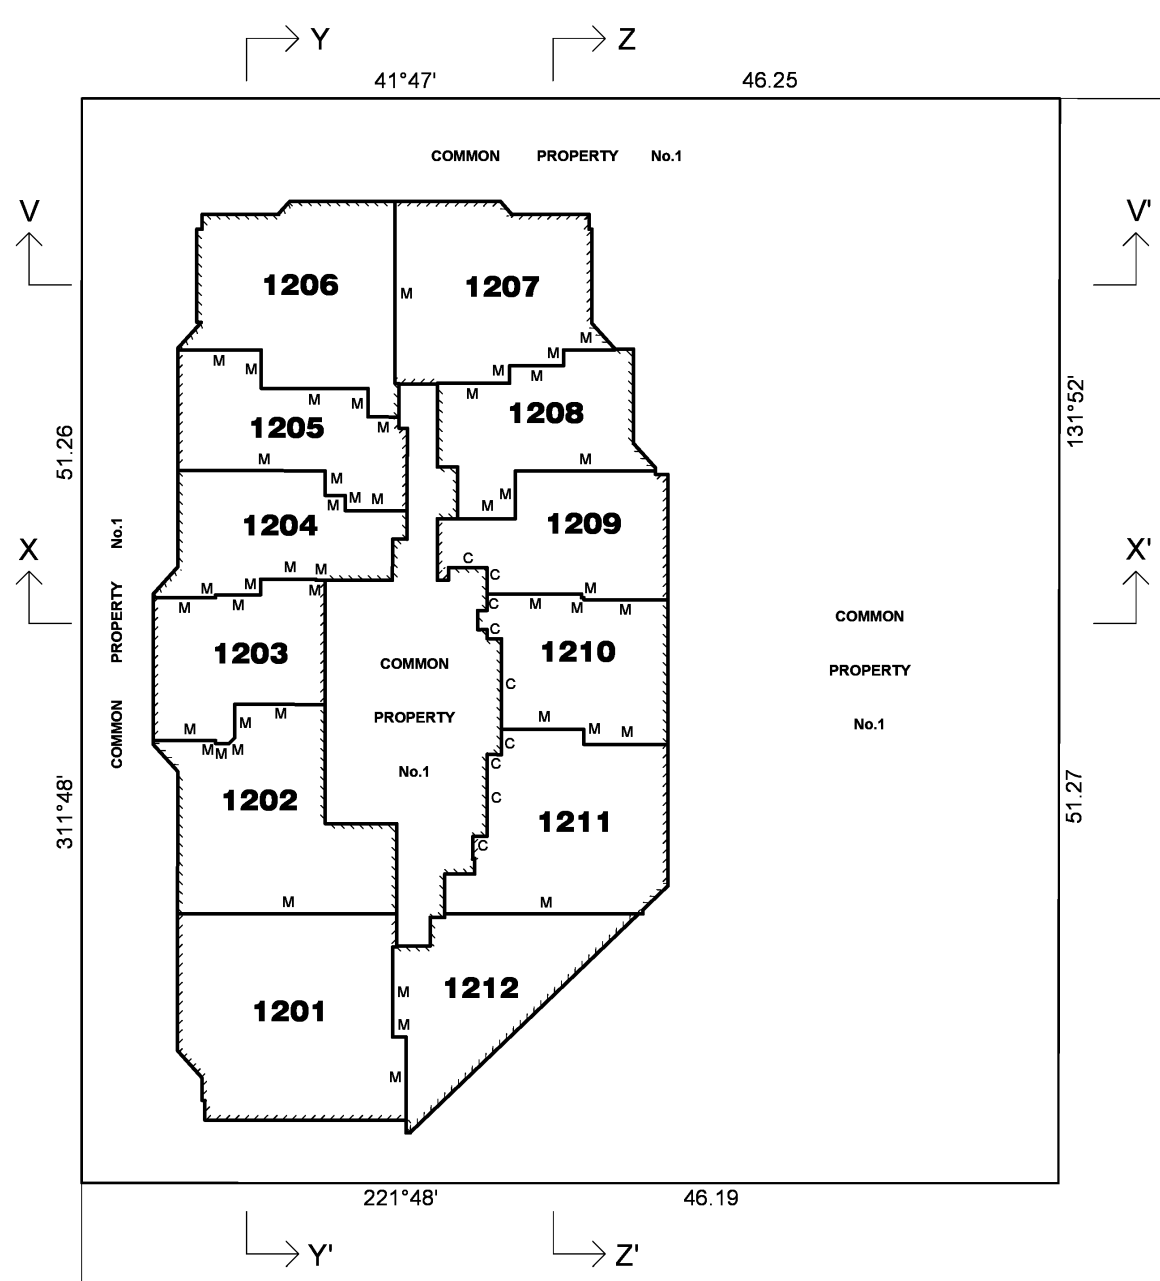 Y Z
41°47' 46.25
COMMON PROPERTY No.1
V V'
1206 1207
M
M
M M
M M M
M M M
131°52'
1205 1208
M
51.26
M M
M M
M M M M M
1204 1209
COMMON PROPERTY No.1
X X'
C
M M C
M M M M
M M C M M M
COMMON
C
1203 1210
COMMON
PROPERTY
C
PROPERTY
M M
M M M M
No.1
M M M C
C
No.1
311°48'
51.27
1202 C
1211
C
M M
1212
M
1201
M
M
221°48' 46.19
Y' Z'